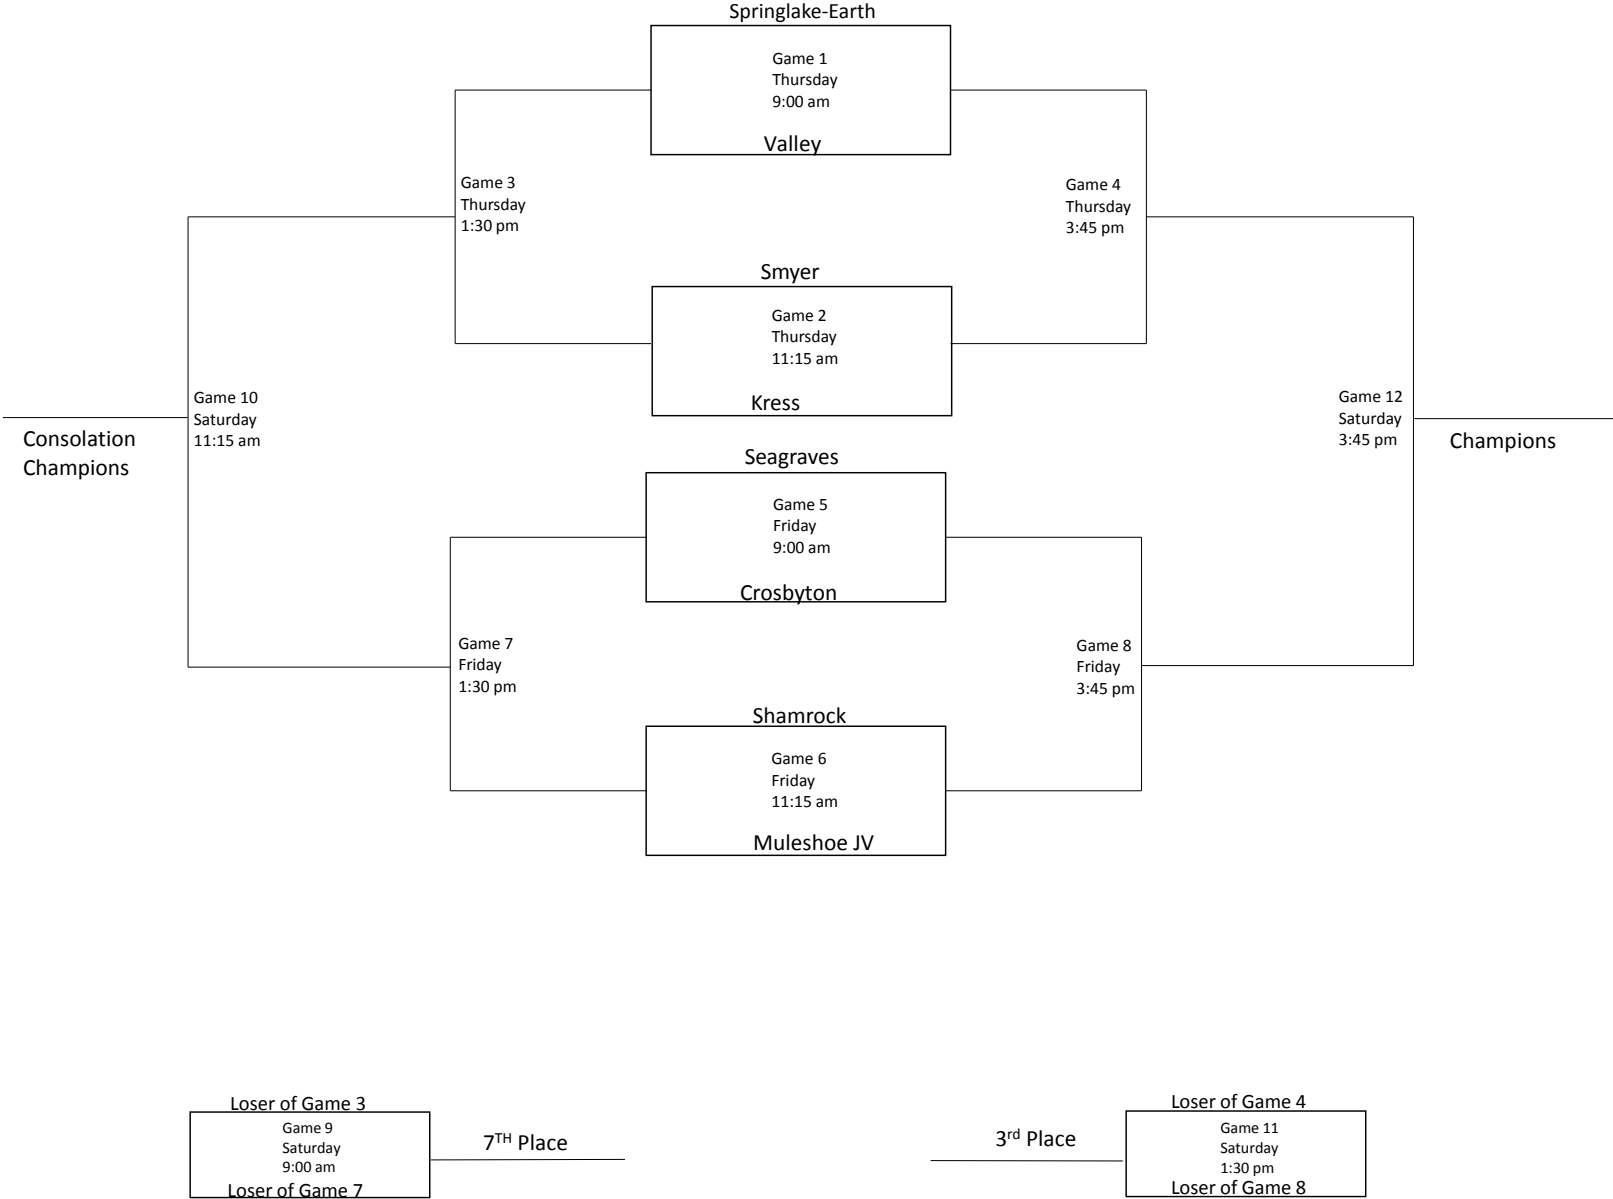 Springlake-Earth
Game 1
Thursday
9:00 am
Valley
Game 3
Thursday
1:30 pm
Game 4
Thursday
3:45 pm
Smyer
Game 2
Thursday
11:15 am
Kress
Game 10
Saturday
11:15 am
Consolation
Champions
Game 12
Saturday
3:45 pm
Champions
Seagraves
Game 5
Friday
9:00 am
Crosbyton
Game 7
Friday
1:30 pm
Game 8
Friday
3:45 pm
Shamrock
Game 6
Friday
11:15 am
Muleshoe JV
Loser of Game 3
Game 9
Saturday
9:00 am
Loser of Game 7
7TH Place
3rd Place
Loser of Game 4
Game 11
Saturday
1:30 pm
Loser of Game 8